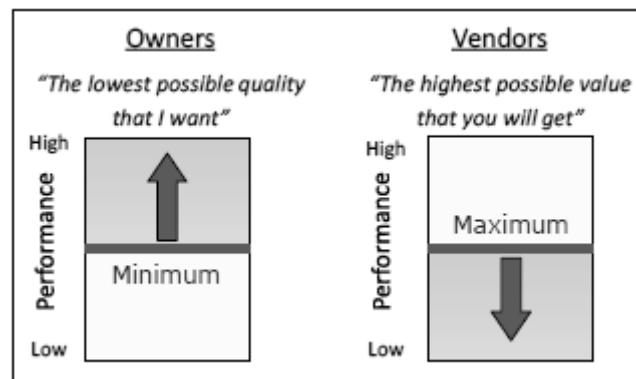 Owners
"The lowest possible quality
that I want"
High
Performance
Minimum
Low
Vendors
"The highest possible value
that you will get"
High
Performance
Maximum
Low